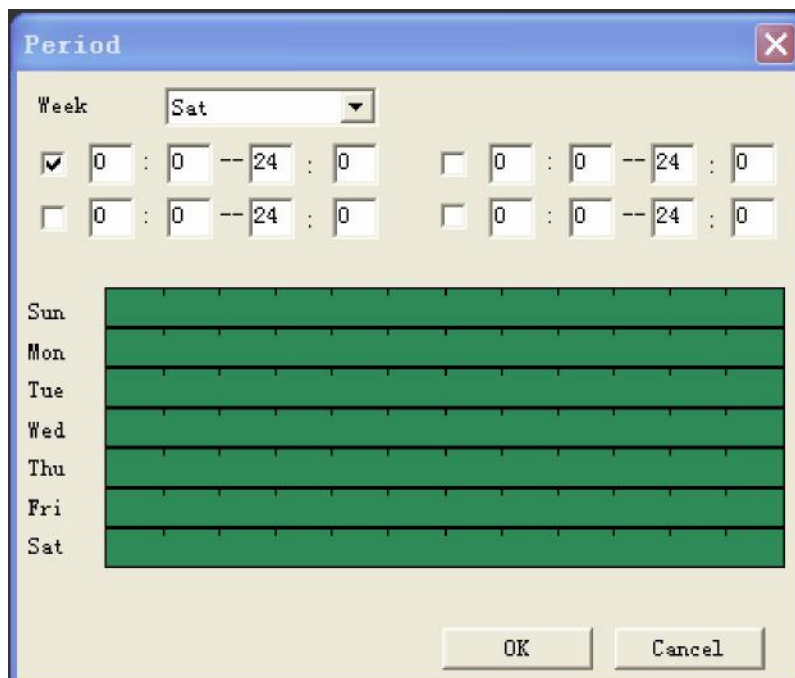 Period
Week Sat
0 : 0 -- 24 : 0 0 : 0 -- 24 : 0
0 : 0 -- 24 : 0 0 : 0 -- 24 : 0
Sun
Mon
Tue
Wed
Thu
Fri
Sat
OK Cancel